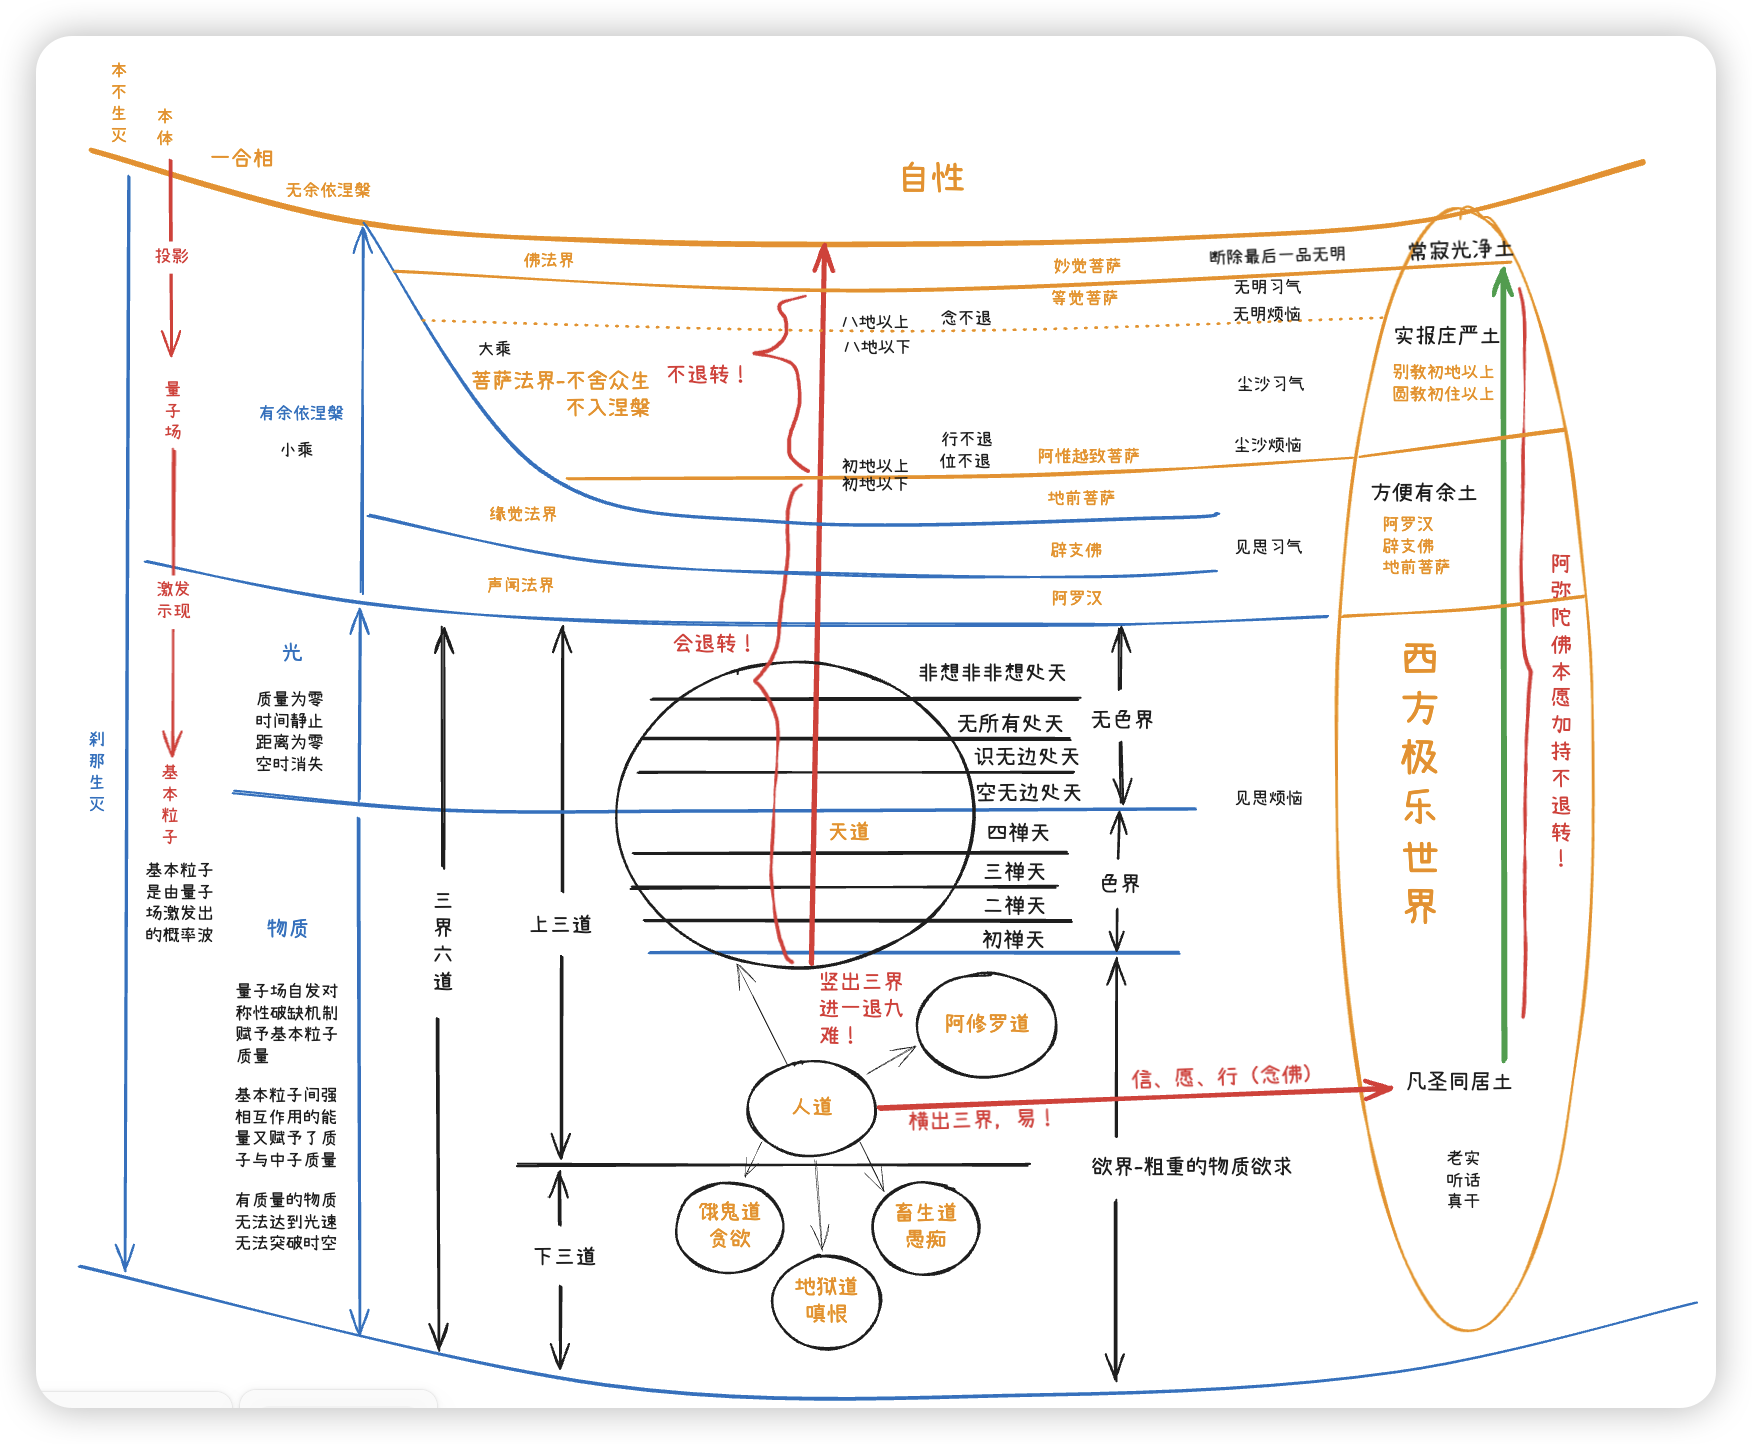 本不生灭
本体
一合相
无余依涅槃
自性
投影
量子场
激发
示现
基本粒子
基本粒子
是由量子
场激发出
的概率波
刹那生灭
有余依涅槃
小乘
光
质量为零
时间静止
距离为零
空时消失
物质
量子场自发对
称性破缺机制
赋予基本粒子
质量
基本粒子间强
相互作用的能
量又赋予了质
子与中子质量
有质量的物质
无法达到光速
无法突破时空
佛法界
妙觉菩萨
断除最后一品无明
等觉菩萨
无明习气
无明烦恼
八地以上
念不退
八地以下
大乘
菩萨法界-不舍众生
不入涅槃
不退转！
尘沙习气
行不退
位不退
初地以上
初地以下
阿惟越致菩萨
尘沙烦恼
地前菩萨
缘觉法界
辟支佛
见思习气
声闻法界
阿罗汉
会退转！
三界六道
上三道
下三道
非想非非想处天
无所有处天
识无边处天
空无边处天
无色界
天道
四禅天
三禅天
二禅天
初禅天
色界
见思烦恼
竖出三界
进一退九
难！
阿修罗道
人道
信、愿、行（念佛）
横出三界，易！
欲界-粗重的物质欲求
饿鬼道
贪欲
畜生道
愚痴
地狱道
嗔恨
常寂光净土
实报庄严土
别教初地以上
圆教初住以上
方便有余土
阿罗汉
辟支佛
地前菩萨
西方极乐世界
阿弥陀佛本愿加持不退转！
凡圣同居土
老实
听话
真干